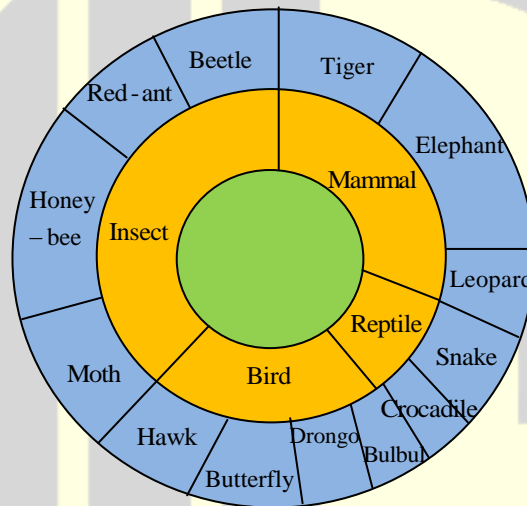 Beetle
Tiger
Red-ant
Elephant
Mammal
Honey
–bee
Insect
Leopard
Reptile
Snake
Moth
Bird
Crocadile
Hawk
Drongo
Bulbul
Butterfly